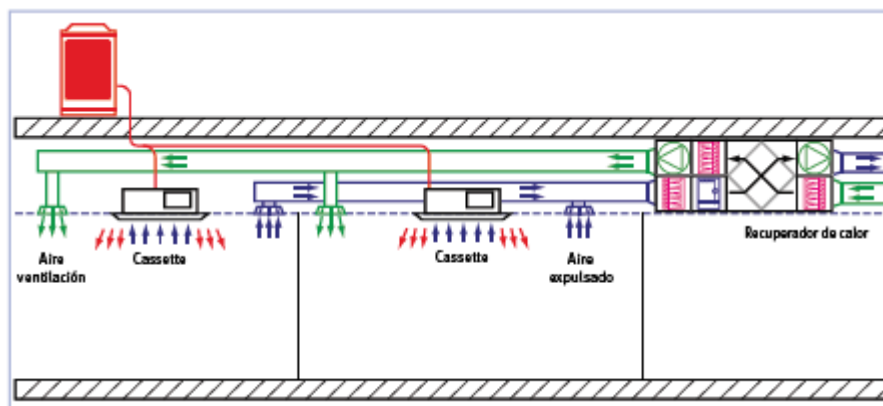 Recuperador de calor
Aire
ventilación
Cassette
Cassette
Aire
expulsado